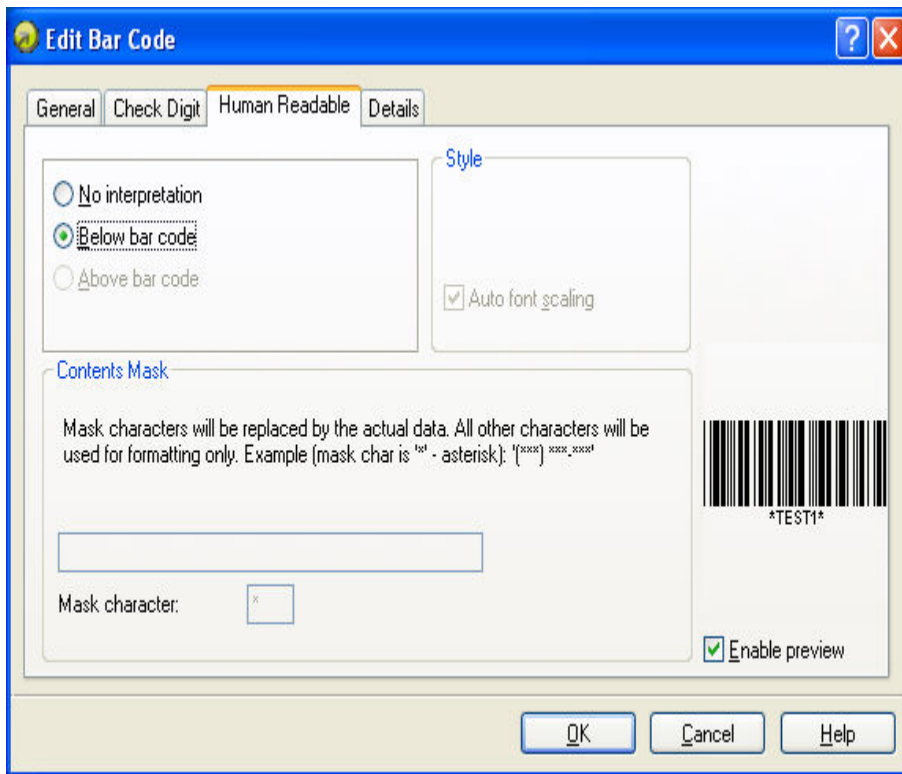 Edit Bar Code
?
General Check Digit Human Readable Details
No interpretation
Below bar code
Above bar code
Style
Auto font scaling
Contents Mask
Mask characters will be replaced by the actual data. All other characters will be
used for formatting only. Example (mask char is '*' - asterisk): '(***) ***-***'
Mask character: *
*TEST1*
Enable preview
OK Cancel Help